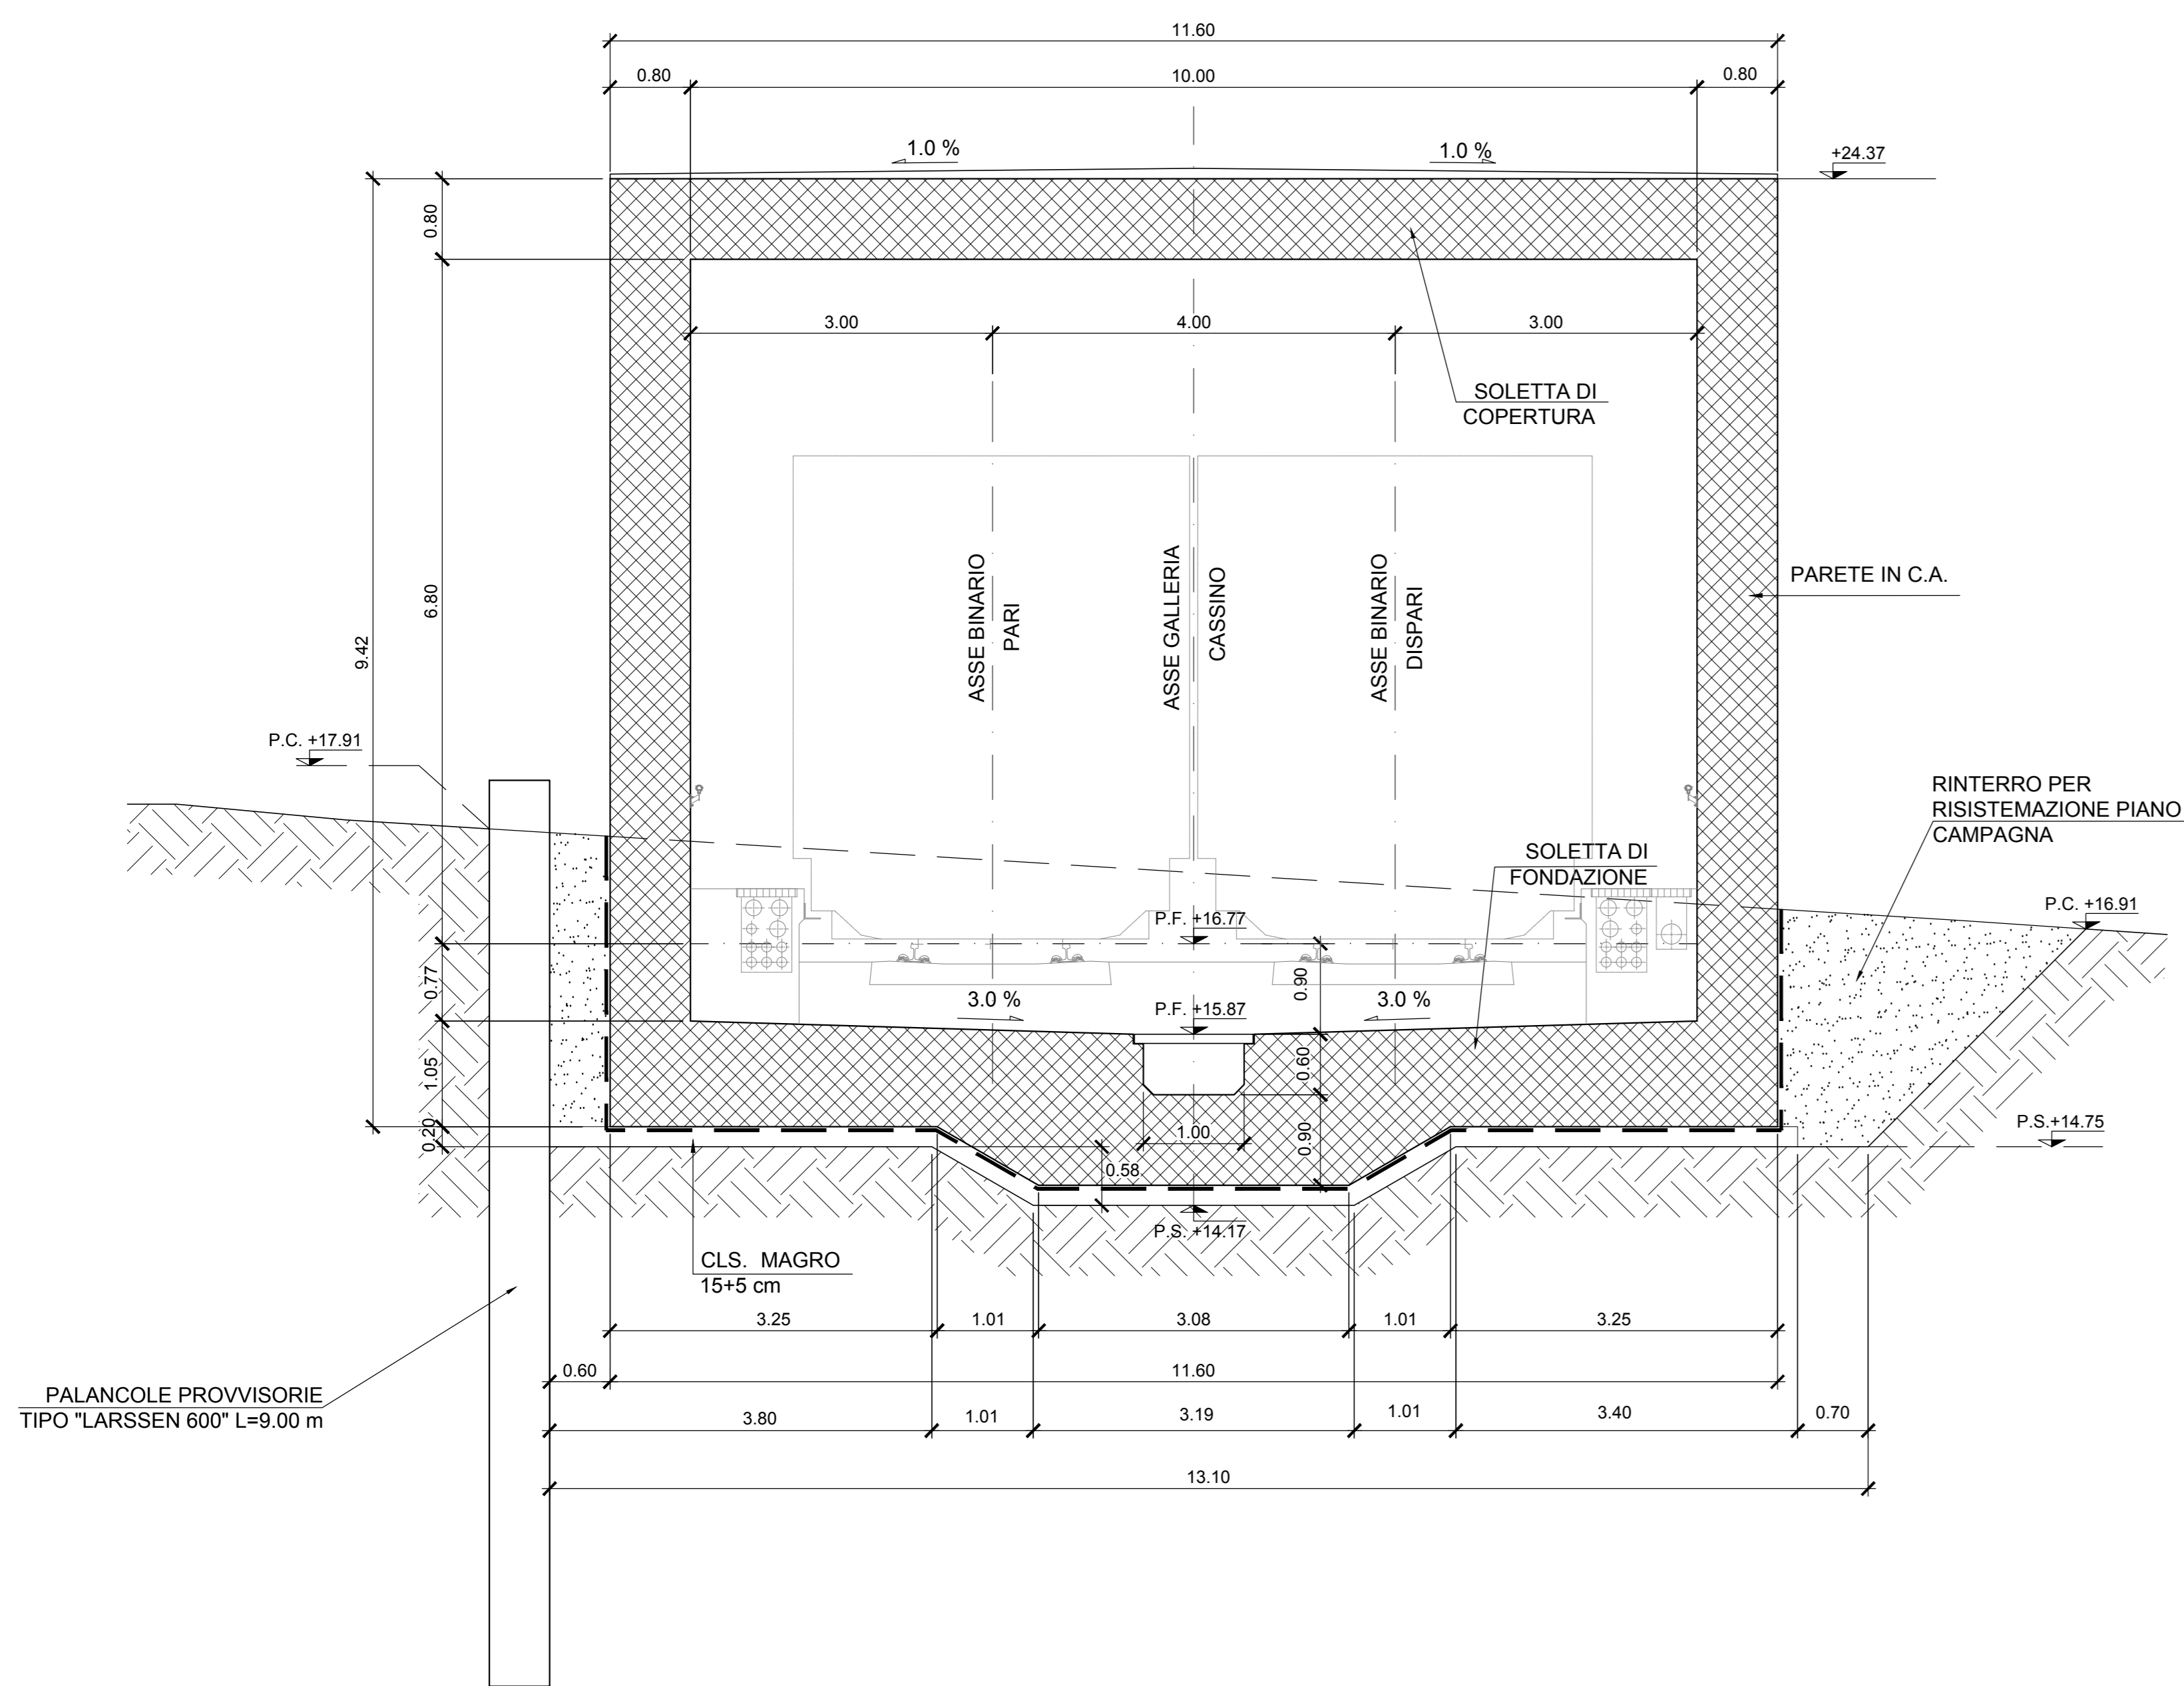 11.60
0.80
10.00
0.80
1.0 %
1.0 %
+24.37
0.80
3.00
4.00
3.00
SOLETTA DI
COPERTURA
6.80
9.42
ASSE BINARIO
PARI
ASSE GALLERIA
CASSINO
ASSE BINARIO
DISPARI
PARETE IN C.A.
P.C. +17.91
RINTERRO PER
RISISTEMAZIONE PIANO
CAMPAGNA
SOLETTA DI
FONDAZIONE
P.C. +16.91
P.F. +16.77
0.77
0.90
3.0 %
3.0 %
P.F. +15.87
1.05
0.60
0.20
1.00
0.90
P.S.+14.75
0.58
P.S. +14.17
CLS. MAGRO
15+5 cm
3.25
1.01
3.08
1.01
3.25
0.60
11.60
PALANCOLE PROVVISORIE
TIPO "LARSSEN 600" L=9.00 m
3.80
1.01
3.19
1.01
3.40
0.70
13.10